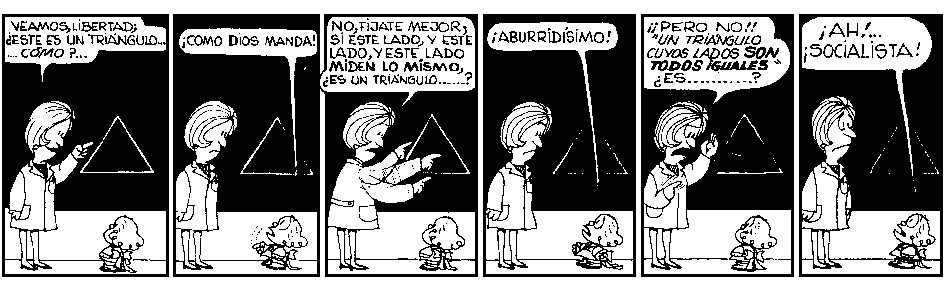 VEAMOS, LIBERTAD;
¿ESTE ES UN TRIÁNGULO...
... CÓMO ?...
¡COMO DIOS MANDA!
NO, FÍJATE MEJOR;
SI ESTE LADO, Y ESTE
LADO, Y ESTE LADO
MIDEN LO MISMO,
¿ES UN TRIÁNGULO.......?
¡ABURRIDÍSIMO!
¡¡PERO NO!!
"UN TRIÁNGULO
CUYOS LADOS SON
TODOS IGUALES"
¿ES...........?
¡AH!...
¡SOCIALISTA!